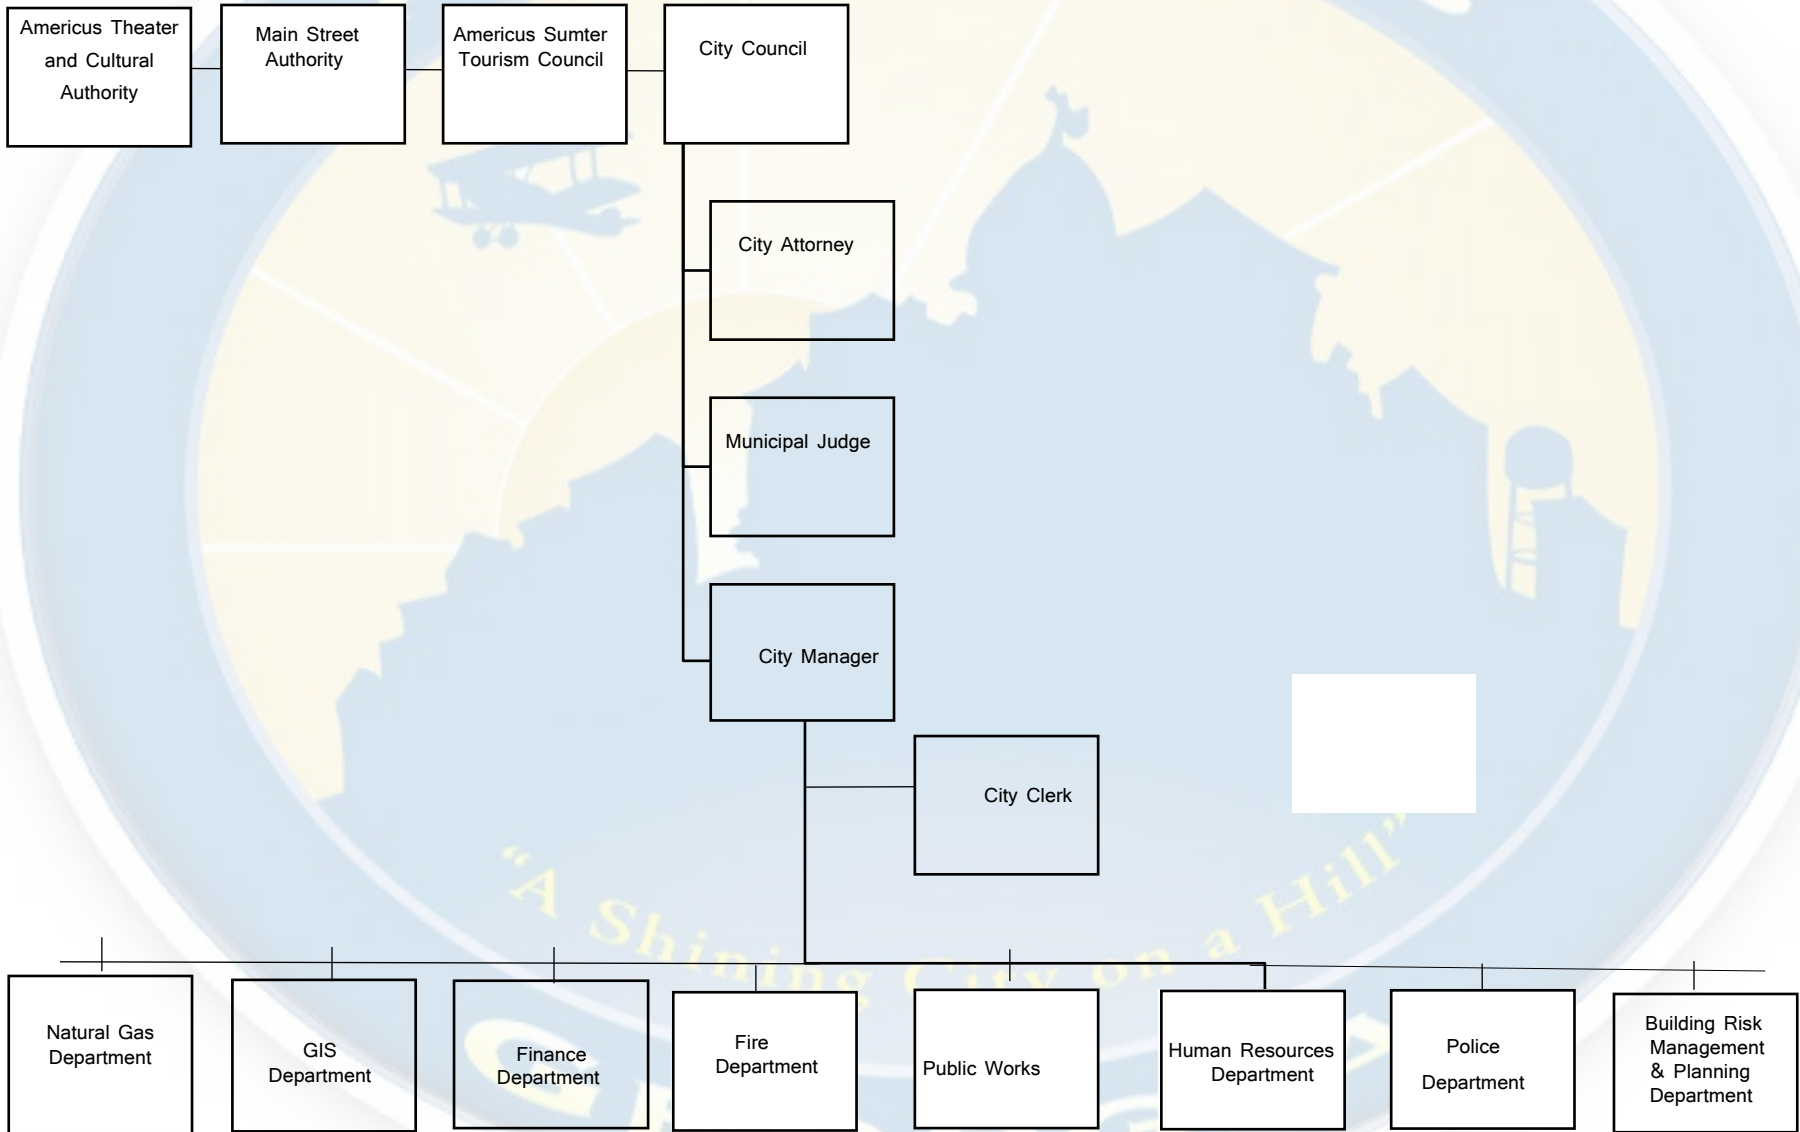 Americus Theater
and Cultural
Authority
Main Street
Authority
Americus Sumter
Tourism Council
City Council
City Attorney
Municipal Judge
City Manager
City Clerk
“A Shining City on a Hill”
Natural Gas
Department
GIS
Department
Finance
Department
Fire
Department
Public Works
Human Resources
Department
Police
Department
Building Risk
Management
& Planning
Department